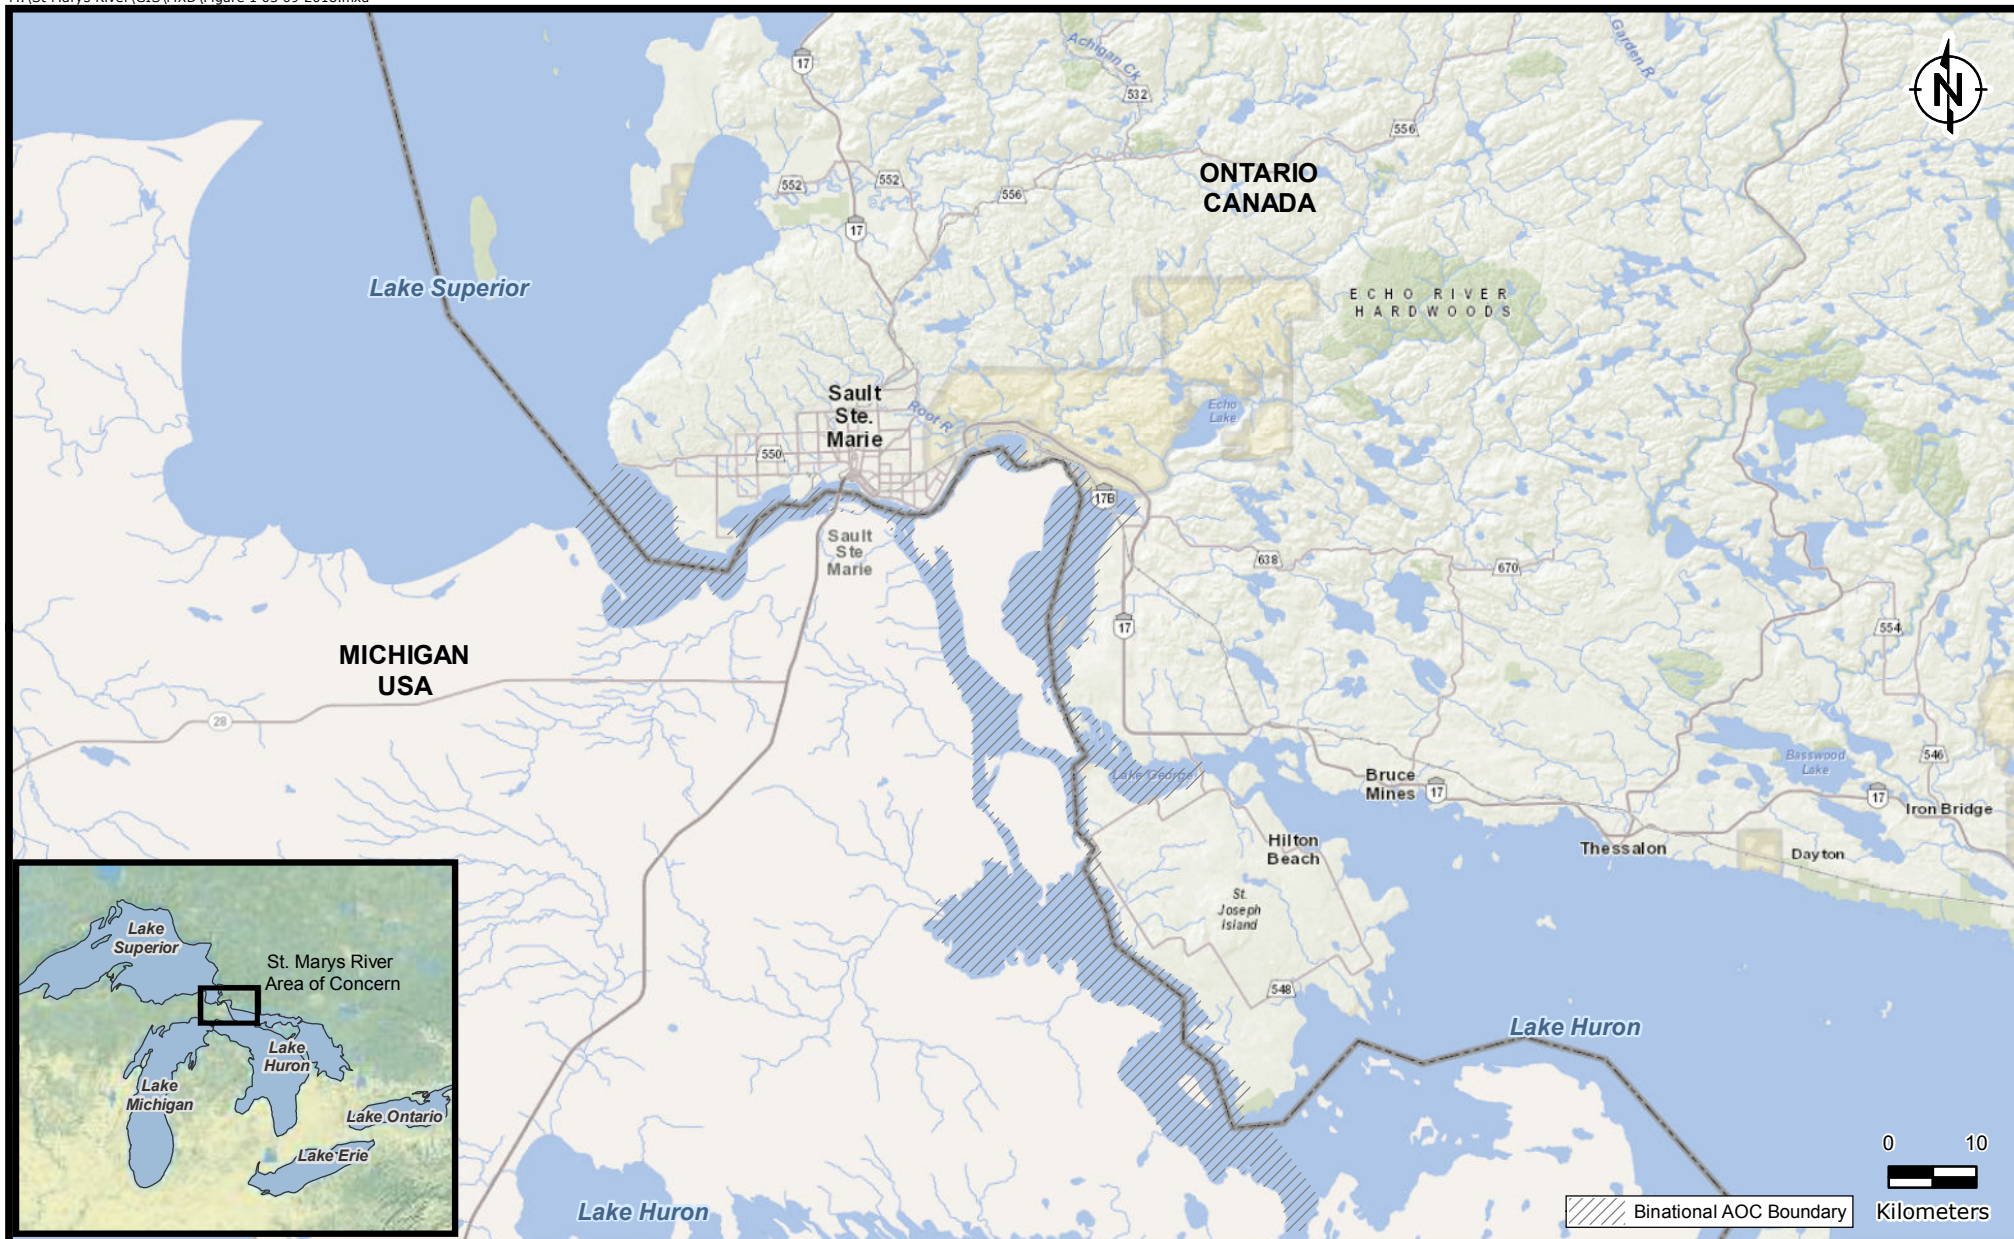 17
Achigan Ck
Garden R
532
N
556
ONTARIO
CANADA
552
552
556
17
Lake Superior
ECHO RIVER
HARDWOODS
Sault
Ste.
Marie
Root R
Echo
Lake
550
17B
Sault
Ste
Marie
638
670
17
554
MICHIGAN
USA
28
Lake George
Bruce
Mines
17
Basswood
Lake
546
17
Iron Bridge
Hilton
Beach
Thessalon
Dayton
St.
Joseph
Island
548
Lake Huron
Lake Huron
Lake
Superior
St. Marys River
Area of Concern
Lake
Huron
Lake
Michigan
Lake Ontario
Lake Erie
0 10
Kilometers
Binational AOC Boundary